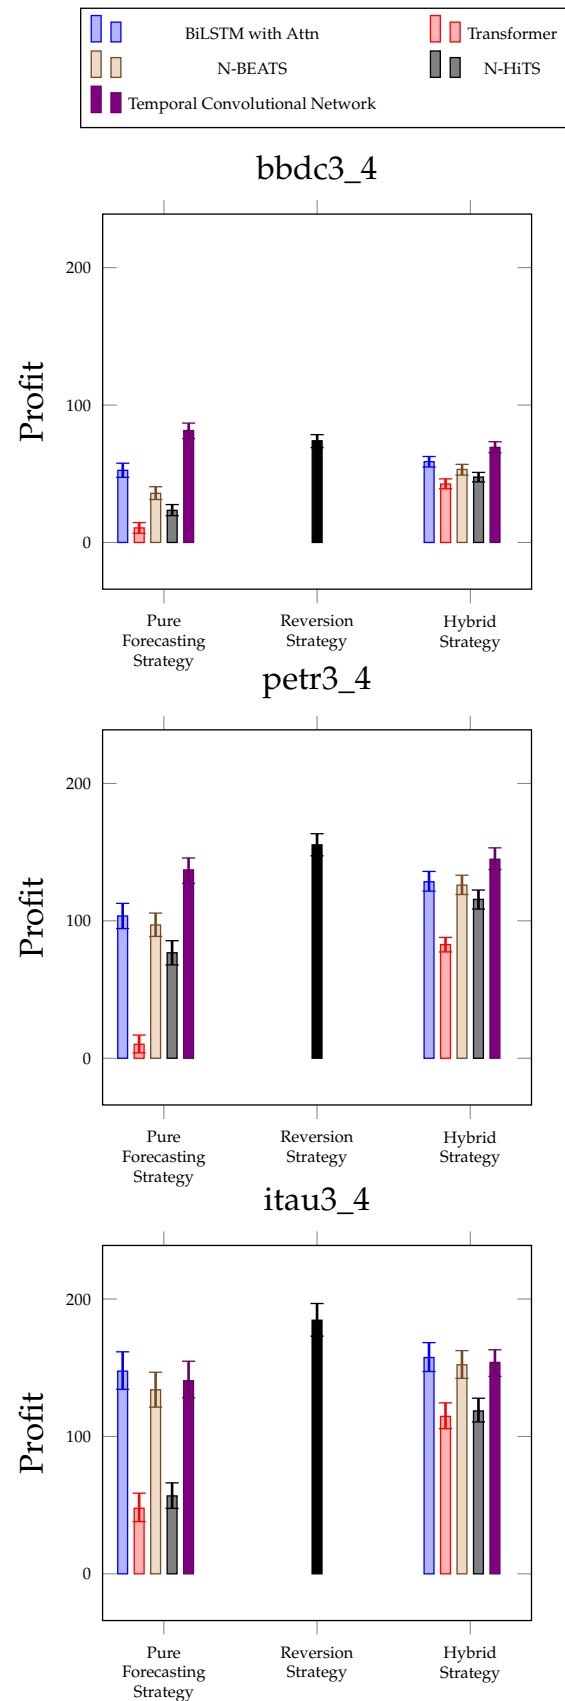 BiLSTM with Attn Transformer
N-BEATS N-HiTS
Temporal Convolutional Network
bbdc3_4
200
100
0
Profit
Pure Forecasting Strategy
Reversion Strategy
Hybrid Strategy
petr3_4
200
100
0
Profit
Pure Forecasting Strategy
Reversion Strategy
Hybrid Strategy
itau3_4
200
100
0
Profit
Pure Forecasting Strategy
Reversion Strategy
Hybrid Strategy